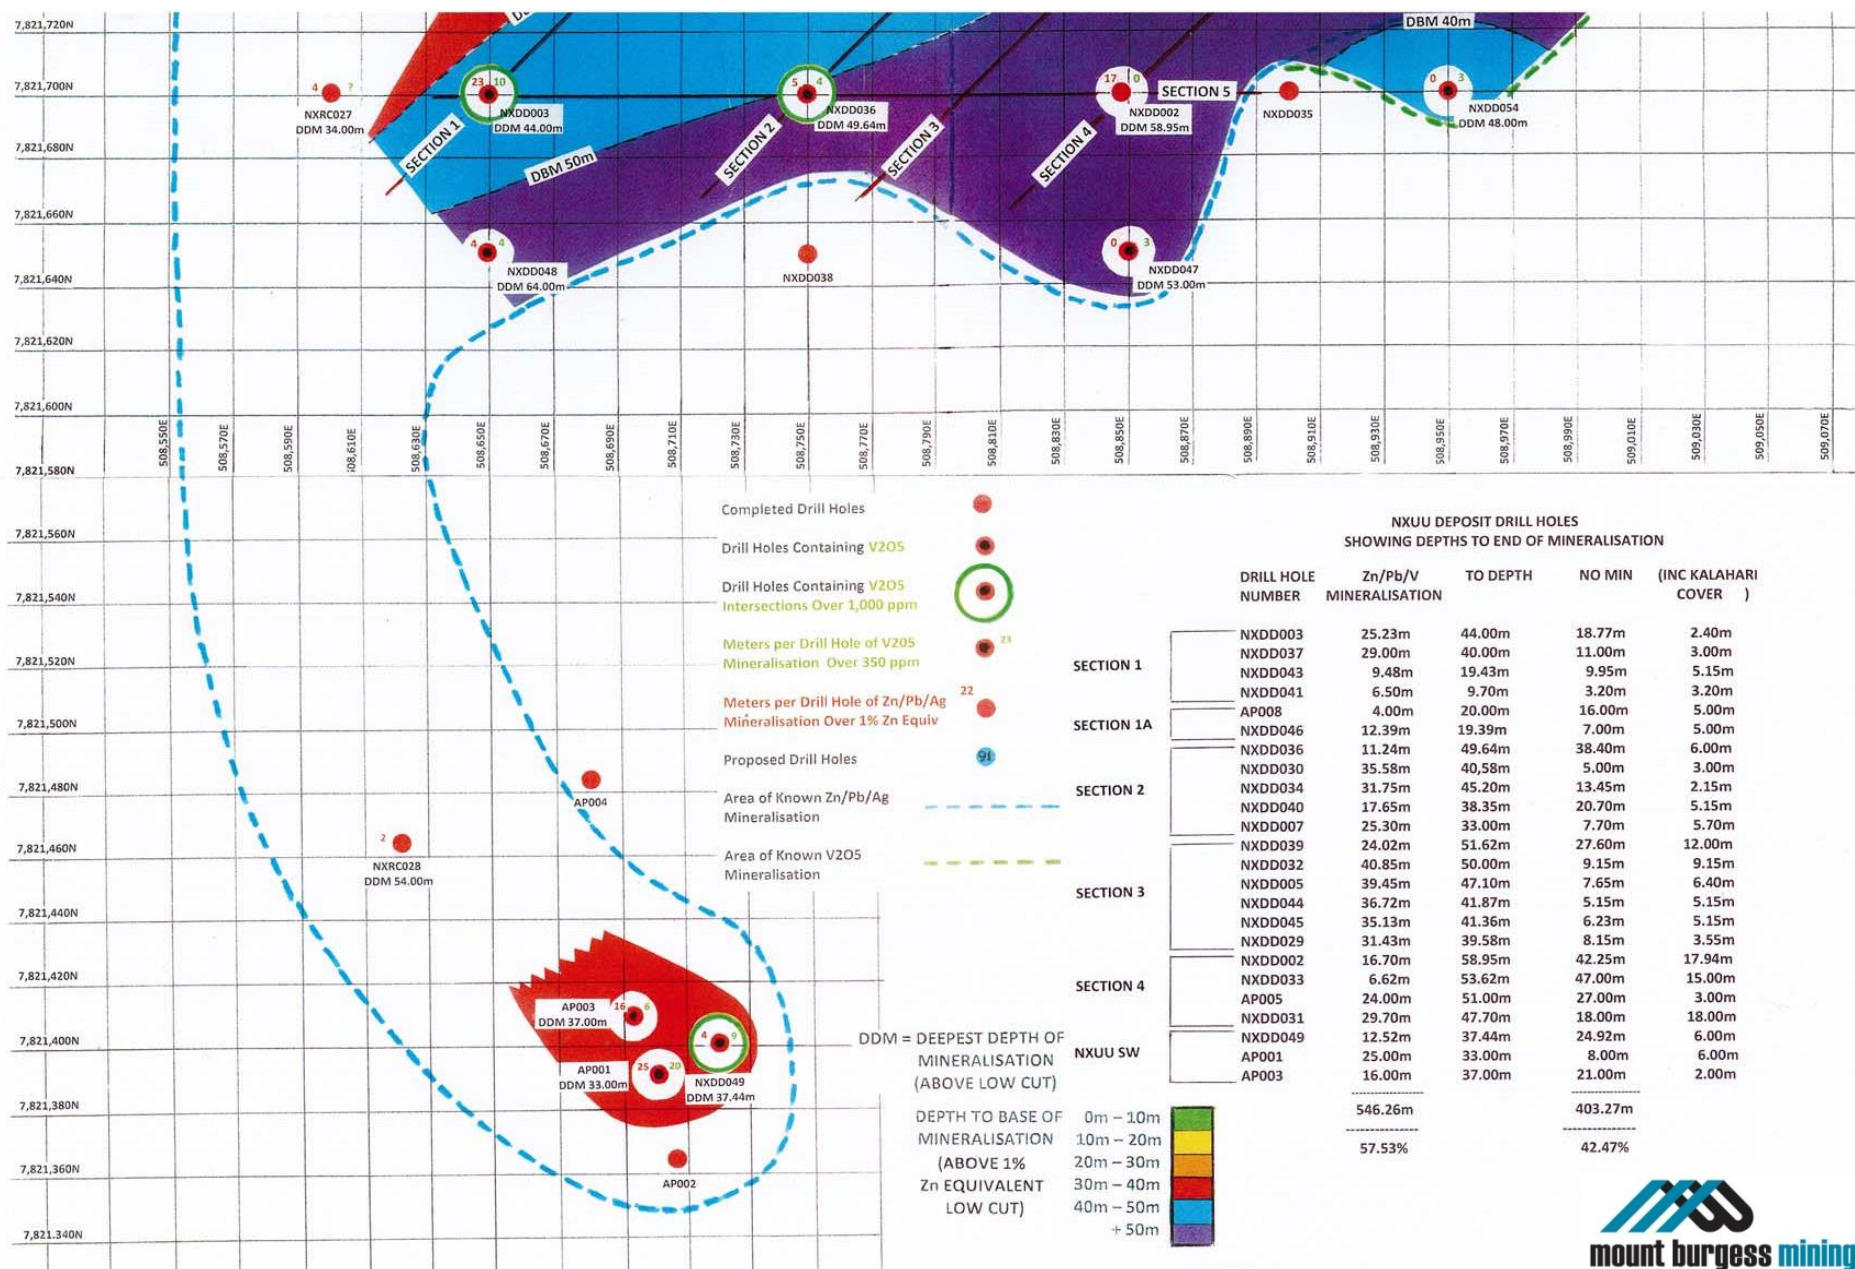 7,821,720N
DBM 40m
7,821,700N
4 ?
NXRC027
DDM 34.00m
23 10
NXDD003
DDM 44.00m
5 4
NXDD036
DDM 49.64m
17 0
NXDD002
DDM 58.95m
SECTION 5
NXDD035
0 3
NXDD054
DDM 48.00m
SECTION 1
SECTION 2
SECTION 3
SECTION 4
7,821,680N
DBM 50m
7,821,660N
4 4
NXDD048
DDM 64.00m
NXDD038
0 3
NXDD047
DDM 53.00m
7,821,640N
7,821,620N
7,821,600N
508,550E
508,570E
508,590E
508,610E
508,630E
508,650E
508,670E
508,690E
508,710E
508,730E
508,750E
508,770E
508,790E
508,810E
508,830E
508,850E
508,870E
508,890E
508,910E
508,930E
508,950E
508,970E
508,990E
509,010E
509,030E
509,050E
509,070E
7,821,580N
7,821,560N
7,821,540N
7,821,520N
7,821,500N
7,821,480N
7,821,460N
7,821,440N
7,821,420N
7,821,400N
7,821,380N
7,821,360N
7,821.340N
AP004
2
NXRC028
DDM 54.00m
16 6
AP003
DDM 37.00m
25 20
AP001
DDM 33.00m
4 9
NXDD049
DDM 37.44m
AP002
Completed Drill Holes
Drill Holes Containing V2O5
Drill Holes Containing V2O5
Intersections Over 1,000 ppm
Meters per Drill Hole of V205
Mineralisation Over 350 ppm
23
Meters per Drill Hole of Zn/Pb/Ag
Mineralisation Over 1% Zn Equiv
22
Proposed Drill Holes
91
Area of Known Zn/Pb/Ag
Mineralisation
Area of Known V2O5
Mineralisation
DDM = DEEPEST DEPTH OF
MINERALISATION
(ABOVE LOW CUT)
DEPTH TO BASE OF
MINERALISATION
(ABOVE 1%
Zn EQUIVALENT
LOW CUT)
0m – 10m
10m – 20m
20m – 30m
30m – 40m
40m – 50m
+ 50m
NXUU DEPOSIT DRILL HOLES
SHOWING DEPTHS TO END OF MINERALISATION
DRILL HOLE Zn/Pb/V TO DEPTH NO MIN (INC KALAHARI
NUMBER MINERALISATION COVER )
SECTION 1
NXDD003 25.23m 44.00m 18.77m 2.40m
NXDD037 29.00m 40.00m 11.00m 3.00m
NXDD043 9.48m 19.43m 9.95m 5.15m
NXDD041 6.50m 9.70m 3.20m 3.20m
SECTION 1A
AP008 4.00m 20.00m 16.00m 5.00m
NXDD046 12.39m 19.39m 7.00m 5.00m
SECTION 2
NXDD036 11.24m 49.64m 38.40m 6.00m
NXDD030 35.58m 40,58m 5.00m 3.00m
NXDD034 31.75m 45.20m 13.45m 2.15m
NXDD040 17.65m 38.35m 20.70m 5.15m
NXDD007 25.30m 33.00m 7.70m 5.70m
SECTION 3
NXDD039 24.02m 51.62m 27.60m 12.00m
NXDD032 40.85m 50.00m 9.15m 9.15m
NXDD005 39.45m 47.10m 7.65m 6.40m
NXDD044 36.72m 41.87m 5.15m 5.15m
NXDD045 35.13m 41.36m 6.23m 5.15m
NXDD029 31.43m 39.58m 8.15m 3.55m
SECTION 4
NXDD002 16.70m 58.95m 42.25m 17.94m
NXDD033 6.62m 53.62m 47.00m 15.00m
AP005 24.00m 51.00m 27.00m 3.00m
NXDD031 29.70m 47.70m 18.00m 18.00m
NXUU SW
NXDD049 12.52m 37.44m 24.92m 6.00m
AP001 25.00m 33.00m 8.00m 6.00m
AP003 16.00m 37.00m 21.00m 2.00m
546.26m 403.27m
57.53% 42.47%
mount burgess mining